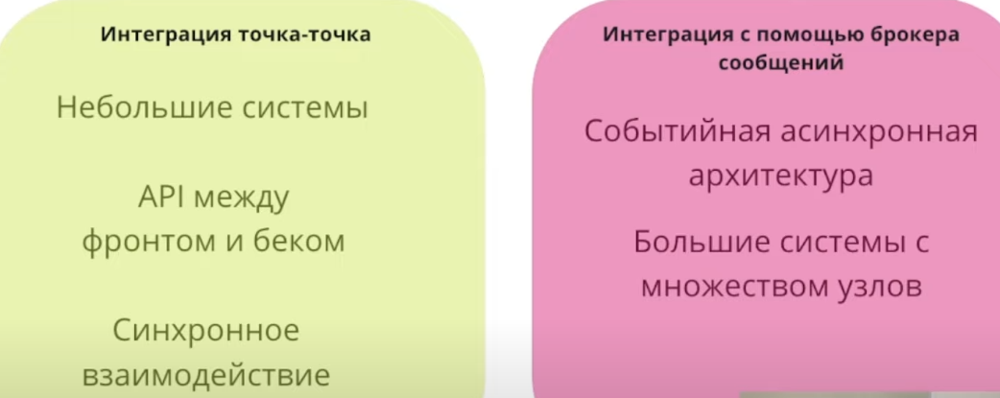 Интеграция точка-точка
Небольшие системы
API между
фронтом и беком
Синхронное
взаимодействие
Интеграция с помощью брокера
сообщений
Событийная асинхронная
архитектура
Большие системы с
множеством узлов